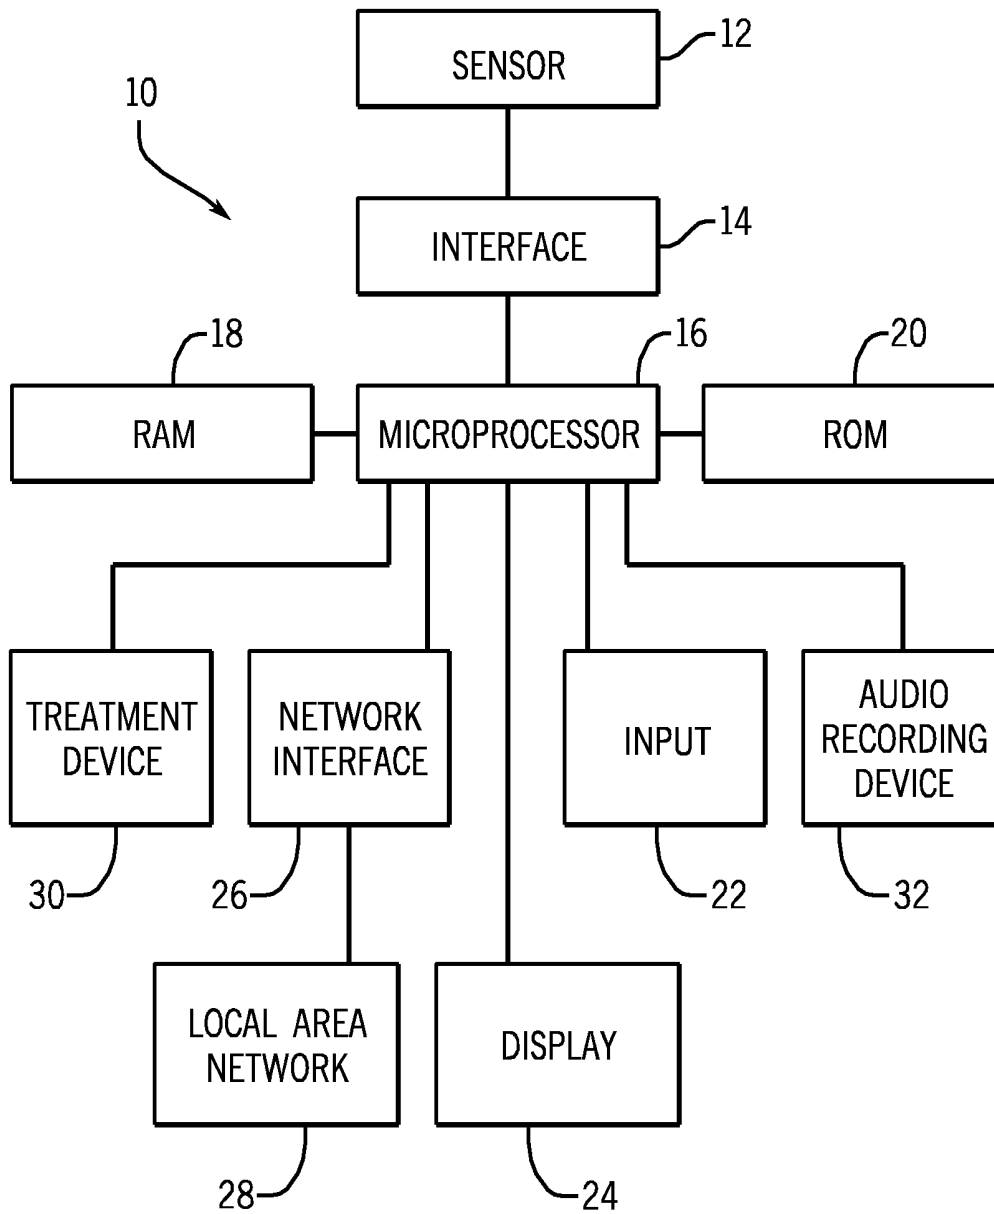 12
SENSOR
10
14
INTERFACE
18
16
20
RAM
MICROPROCESSOR
ROM
TREATMENT
DEVICE
NETWORK
INTERFACE
INPUT
AUDIO
RECORDING
DEVICE
30
26
22
32
LOCAL AREA
NETWORK
DISPLAY
28
24